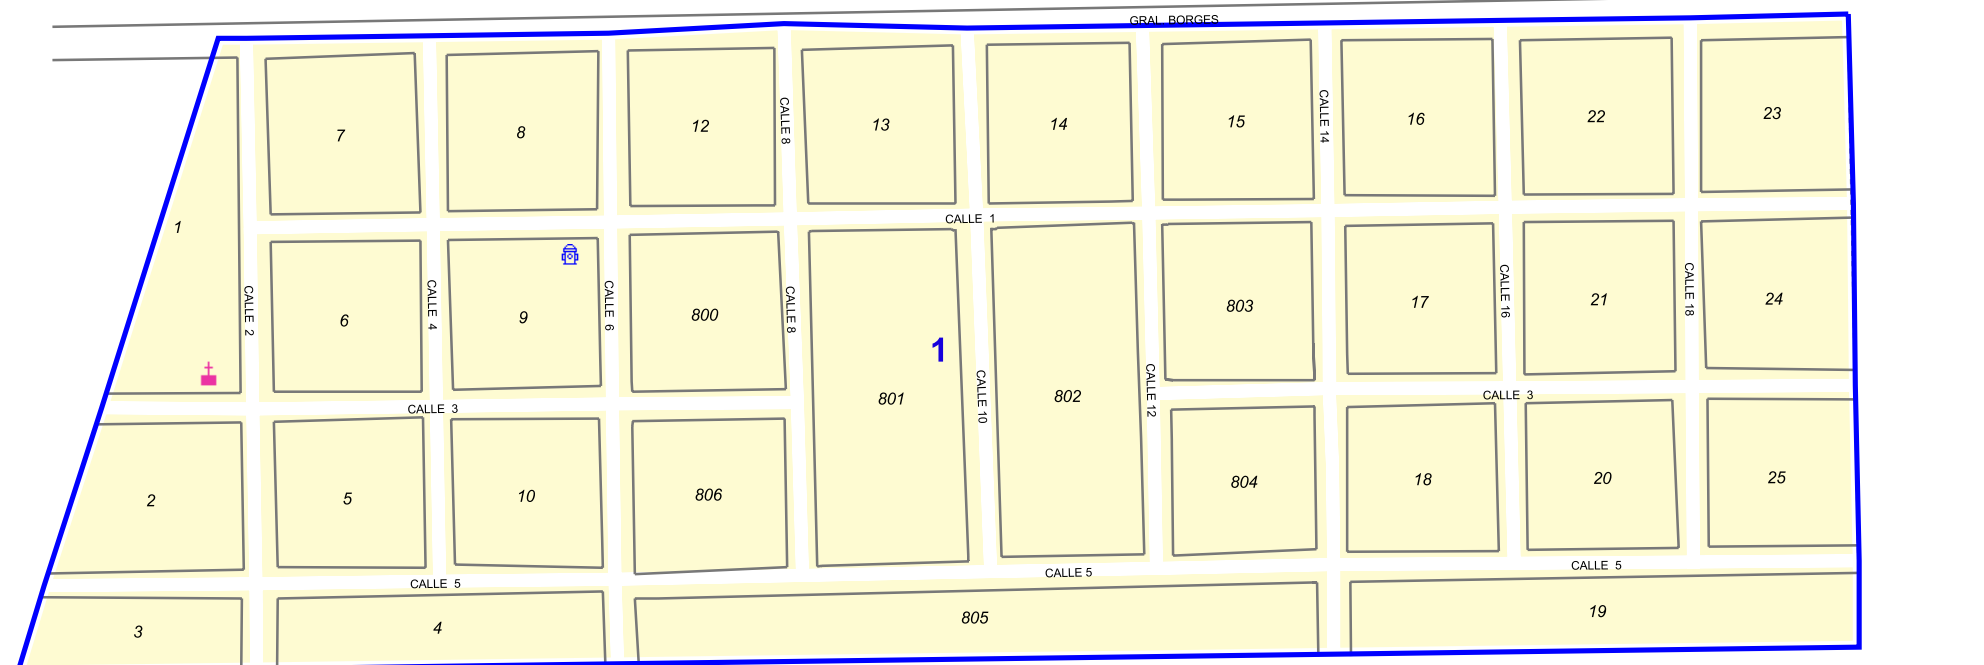 GRAL. BORGES
7
8
12
CALLE 8
13
14
15
CALLE 14
16
22
23
1
CALLE 1
CALLE 2
6
CALLE 4
9
CALLE 6
800
CALLE 8
801
1
CALLE 10
802
CALLE 12
803
17
CALLE 16
21
CALLE 18
24
CALLE 3
CALLE 3
2
5
10
806
804
18
20
25
CALLE 5
CALLE 5
CALLE 5
3
4
805
19